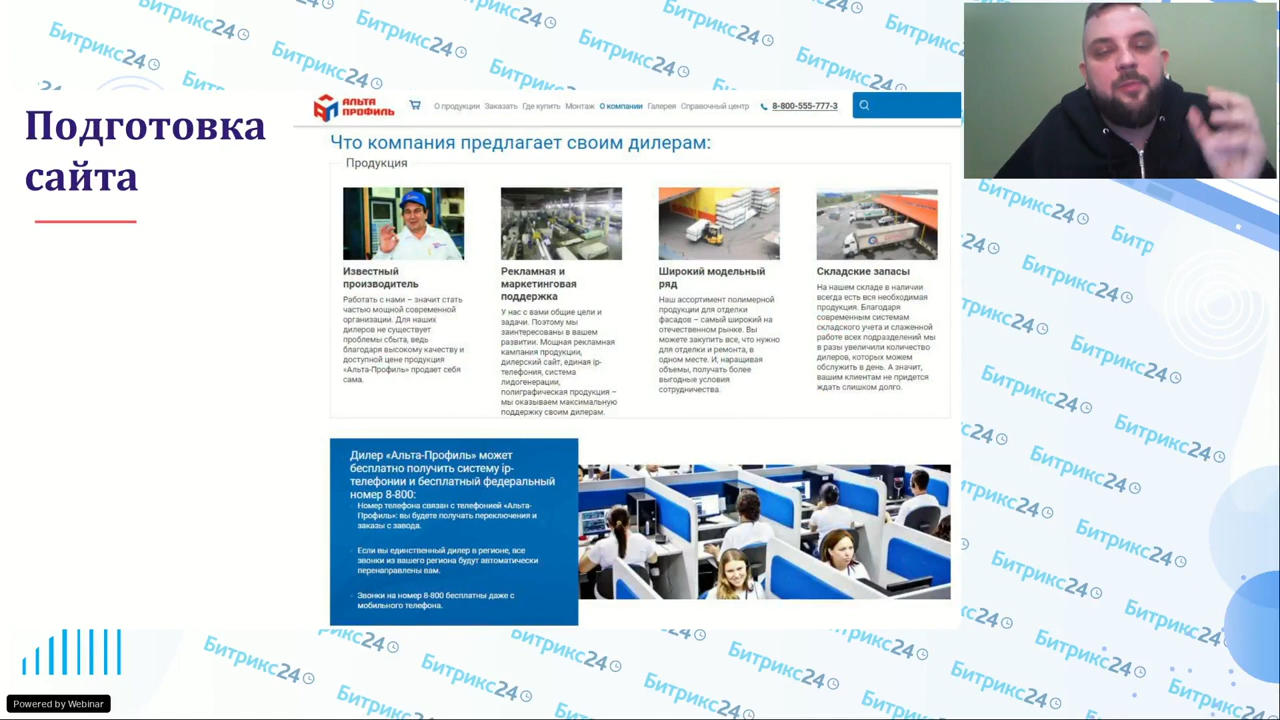 Подготовка
сайта
АЛЬТА
ПРОФИЛЬ
О продукции Заказать Где купить Монтаж О компании Галерея Справочный центр 8-800-555-777-3
Что компания предлагает своим дилерам:
Продукция
Известный
производитель
Работать с нами – значит стать
частью мощной современной
организации. Для наших
дилеров не существует
проблемы сбыта, ведь
благодаря высокому качеству и
доступной цене продукция
«Альта-Профиль» продает себя
сама.
Рекламная и
маркетинговая
поддержка
У нас с вами общие цели и
задачи. Поэтому мы
заинтересованы в вашем
развитии. Мощная рекламная
кампания продукции,
дилерский сайт, единая ip-
телефония, система
лидогенерации,
полиграфическая продукция –
мы оказываем максимальную
поддержку своим дилерам.
Широкий модельный
ряд
Наш ассортимент полимерной
продукции для отделки
фасадов – самый широкий на
отечественном рынке. Вы
можете закупить все, что нужно
для отделки и ремонта, в
одном месте. И, наращивая
объемы, получать более
выгодные условия
сотрудничества.
Складские запасы
На нашем складе в наличии
всегда есть вся необходимая
продукция. Благодаря
современным системам
складского учета и слаженной
работе всех подразделений мы
в разы увеличили количество
дилеров, которых можем
обслужить в день. А значит,
вашим клиентам не придется
ждать слишком долго.
Дилер «Альта-Профиль» может
бесплатно получить систему ip-
телефонии и бесплатный федеральный
номер 8-800:
Номер телефона связан с телефонией «Альта-
Профиль»: вы будете получать переключения и
заказы с завода.
Если вы единственный дилер в регионе, все
звонки из вашего региона будут автоматически
перенаправлены вам.
Звонки на номер 8-800 бесплатны даже с
мобильного телефона.
Битрикс24
Powered by Webinar